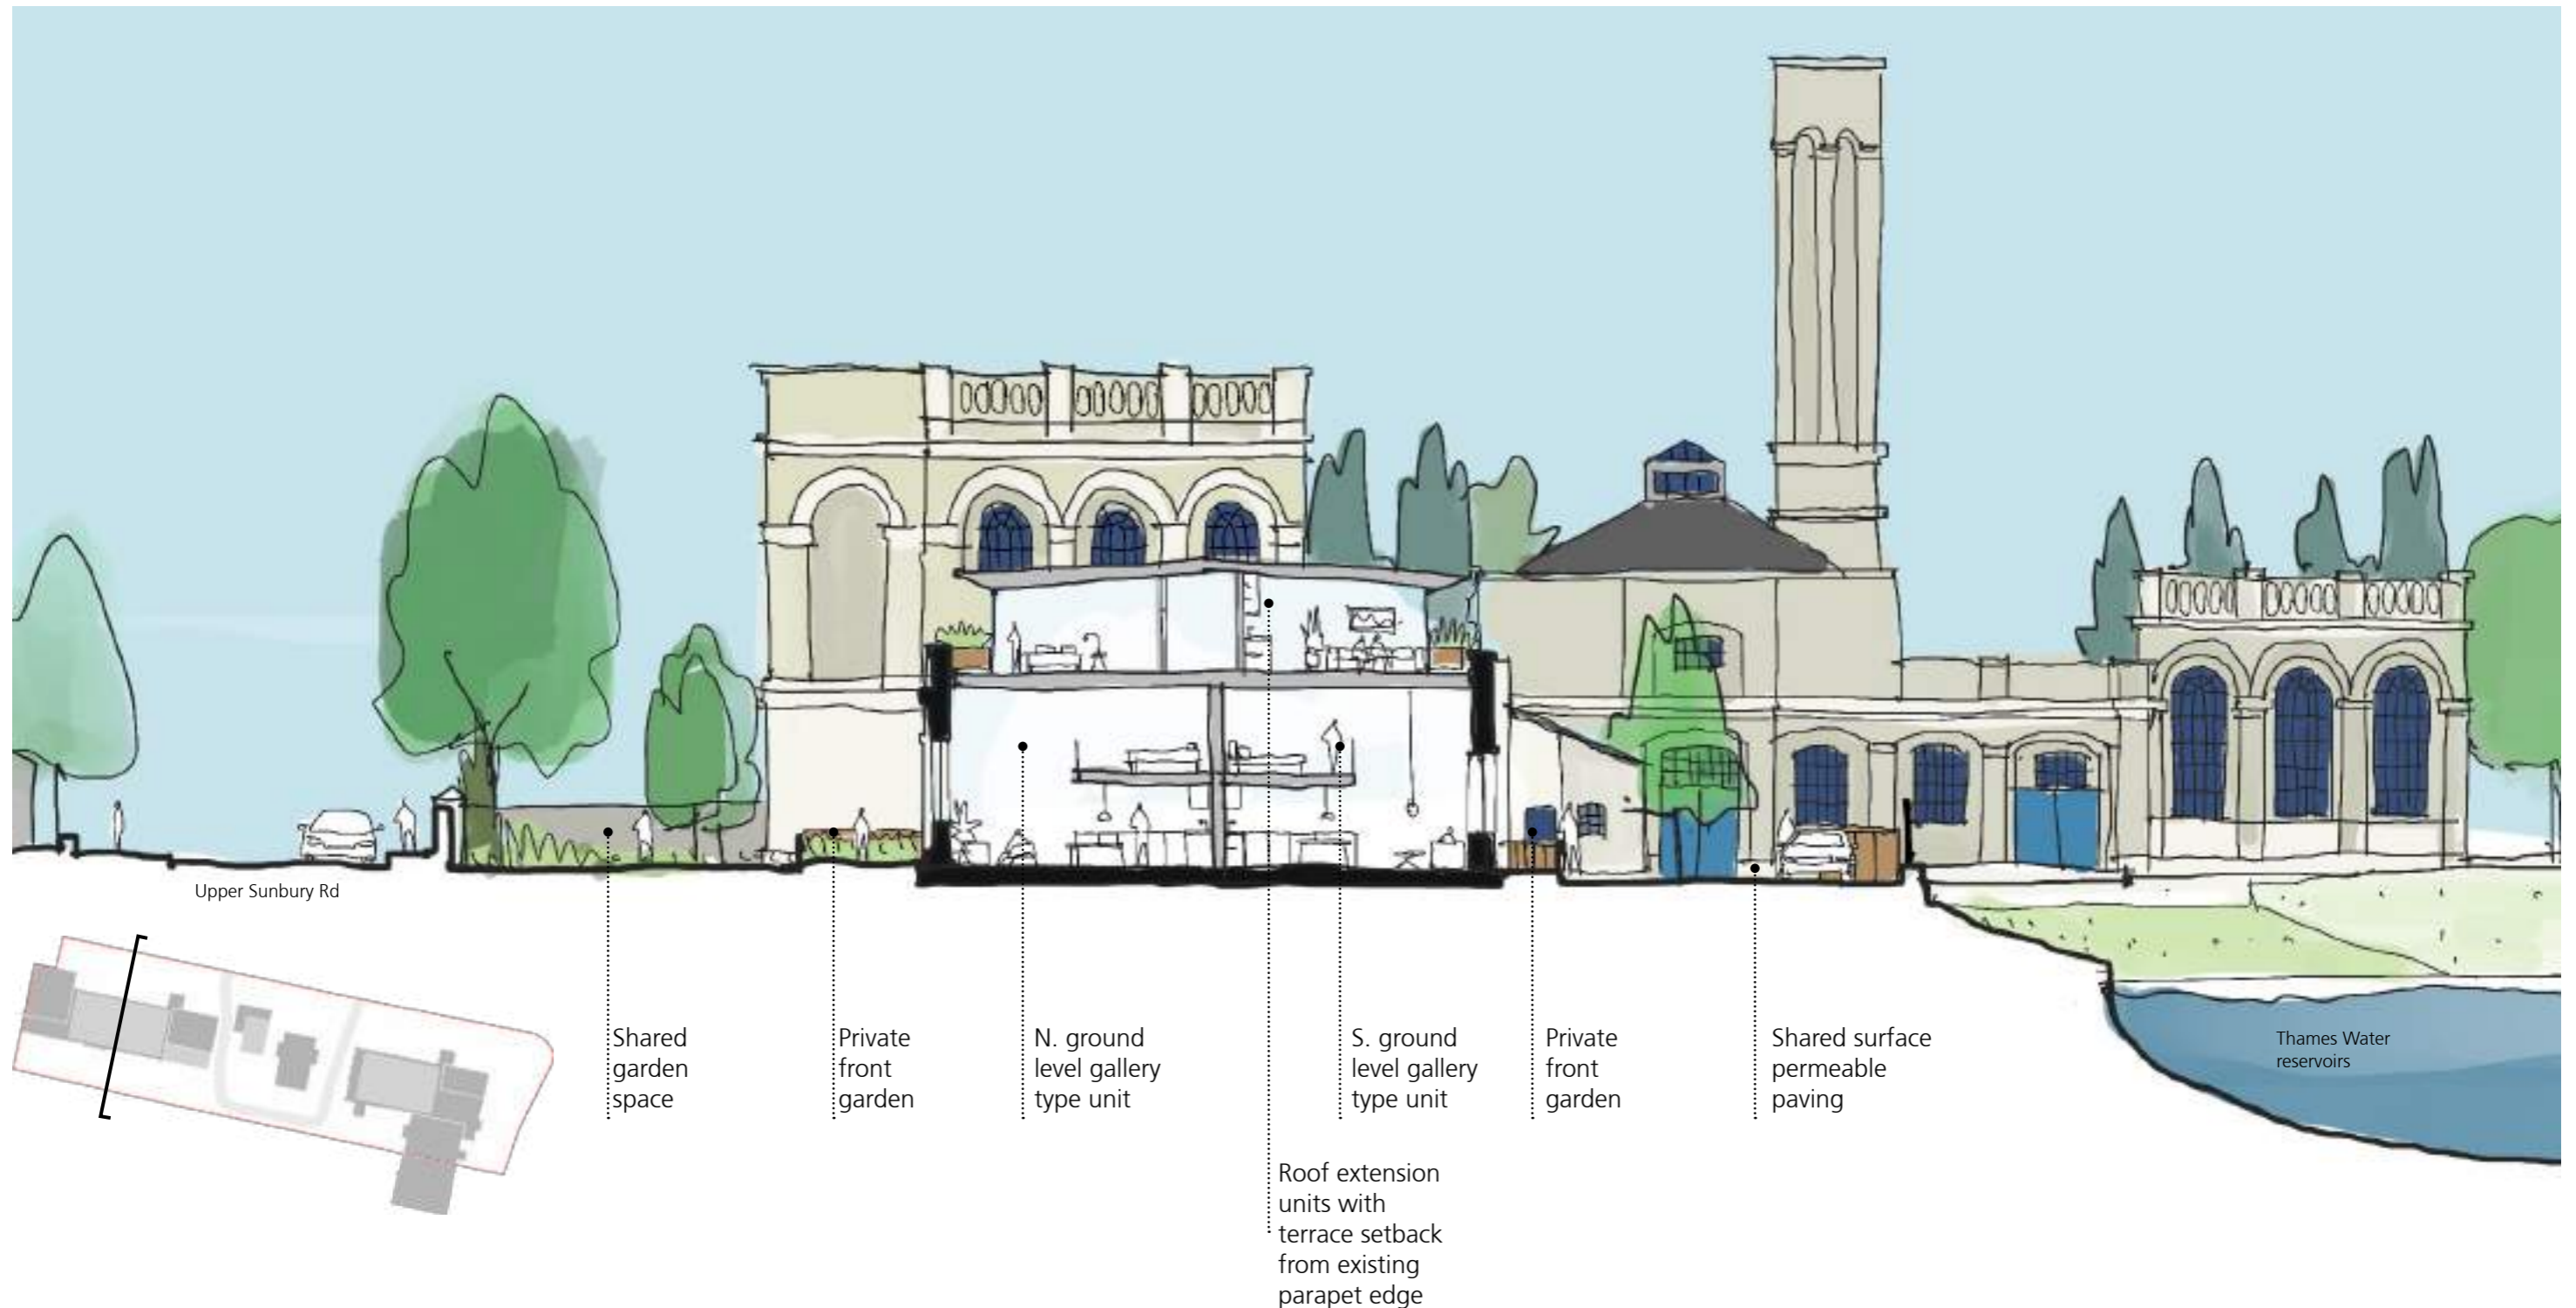 Upper Sunbury Rd
Shared
garden
space
Private
front
garden
N. ground
level gallery
type unit
S. ground
level gallery
type unit
Private
front
garden
Shared surface
permeable
paving
Thames Water
reservoirs
Roof extension
units with
terrace setback
from existing
parapet edge